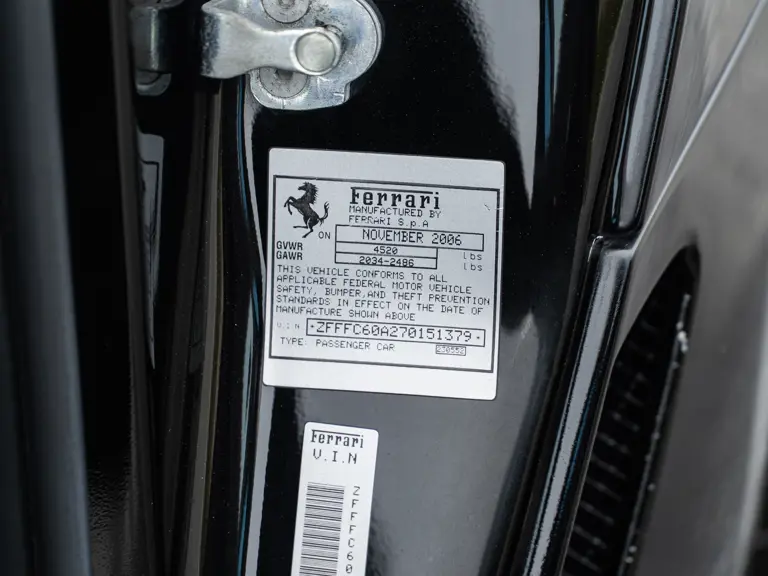 Ferrari
MANUFACTURED BY
FERRARI S.p.A
ON NOVEMBER 2006
GVWR 4520 lbs
GAWR 2034-2486 lbs
THIS VEHICLE CONFORMS TO ALL
APPLICABLE FEDERAL MOTOR VEHICLE
SAFETY, BUMPER, AND THEFT PREVENTION
STANDARDS IN EFFECT ON THE DATE OF
MANUFACTURE SHOWN ABOVE
V.I.N ·ZFFFC60A270151379·
TYPE: PASSENGER CAR
Ferrari
V.I.N
ZFFFC60